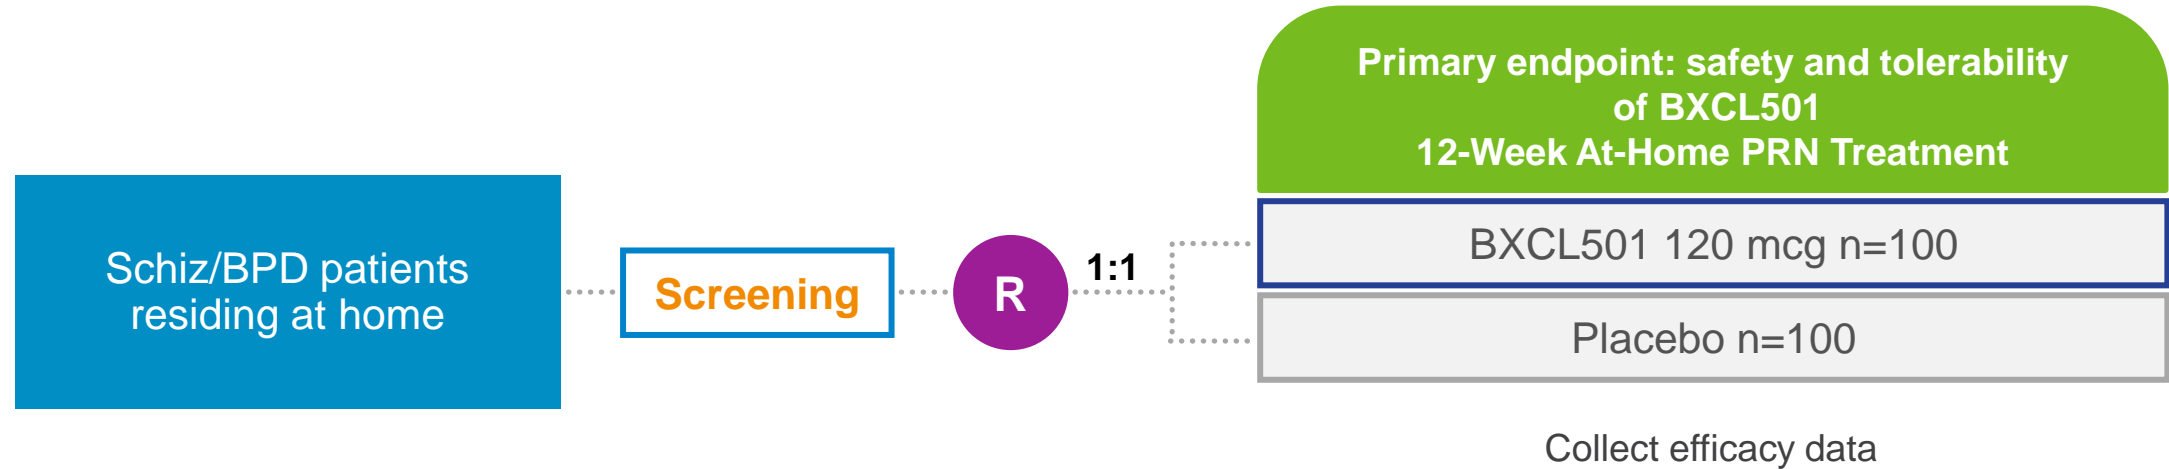 Schiz/BPD patients
residing at home
Screening
R
1:1
Primary endpoint: safety and tolerability
of BXCL501
12-Week At-Home PRN Treatment
BXCL501 120 mcg n=100
Placebo n=100
Collect efficacy data